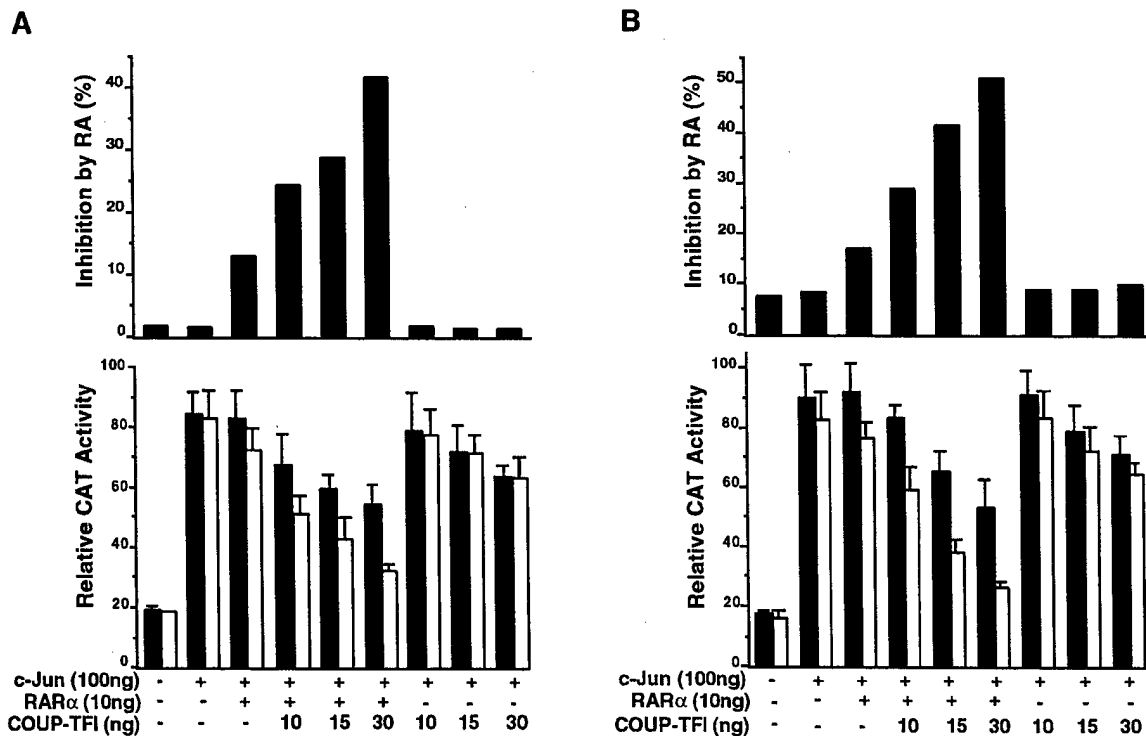 A
Inhibition by RA (%)
40
30
20
10
0
Relative CAT Activity
100
80
60
40
20
0
c-Jun (100ng) - + + + + + + + +
RARα (10ng) - - + + + + - - -
COUP-TFI (ng) - - - 10 15 30 10 15 30
B
Inhibition by RA (%)
50
40
30
20
10
0
Relative CAT Activity
100
80
60
40
20
0
c-Jun (100ng) - + + + + + + + +
RARα (10ng) - - + + + + - - -
COUP-TFI (ng) - - - 10 15 30 10 15 30